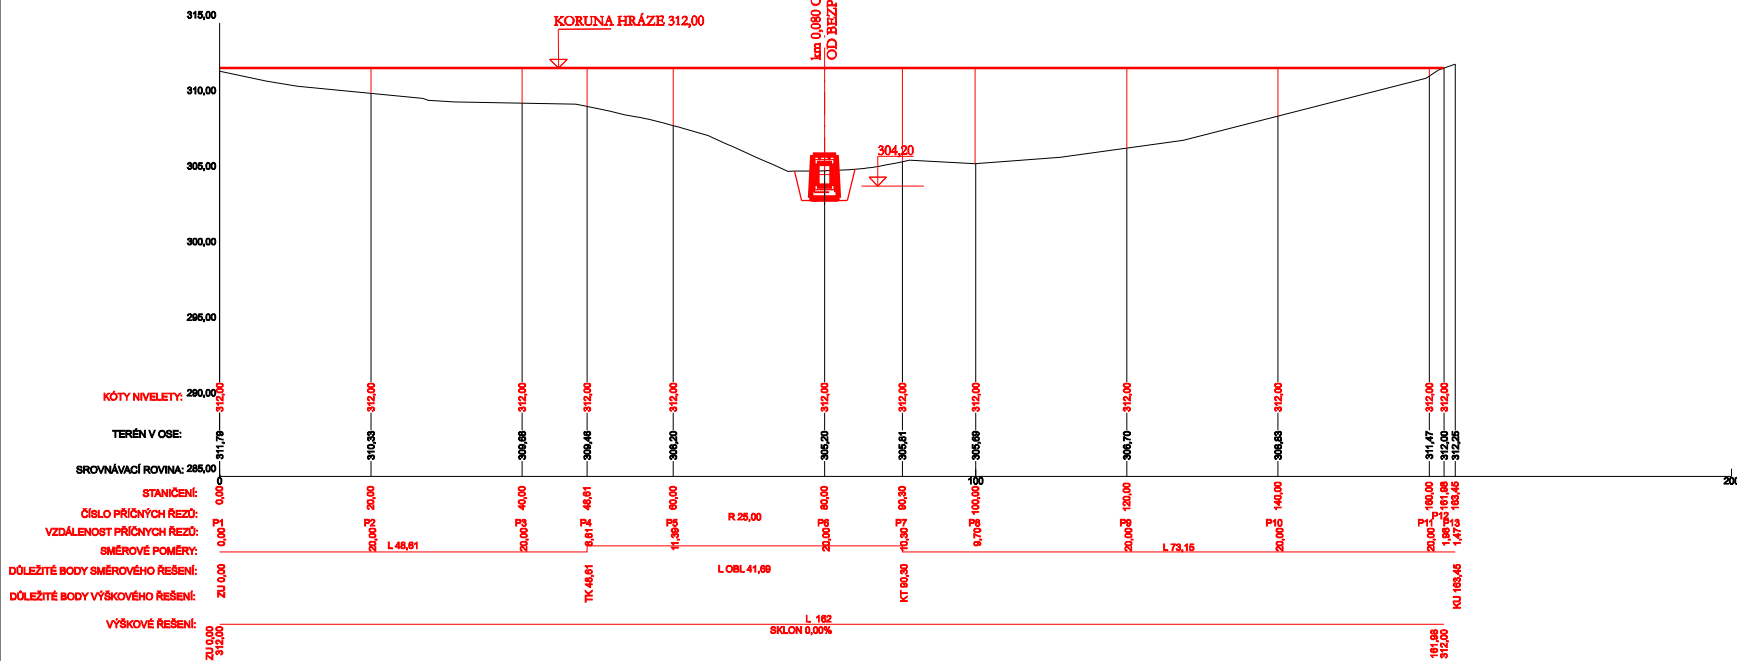 315,00
KORUNA HRÁZE 312,00
km 0,080
OD BEZP
310,00
305,00
304,20
300,00
295,00
290,00
KÓTY NIVELETY: 312,00 312,00 312,00 312,00 312,00 312,00 312,00 312,00 312,00 312,00 312,00 312,00
TERÉN V OSE: 311,79 310,33 309,68 309,46 308,20 305,20 305,81 305,69 306,70 308,83 311,47 312,00 312,25
SROVNÁVACÍ ROVINA: 285,00
0 100 200
STANIČENÍ: 0,00 20,00 40,00 48,61 60,00 80,00 90,30 100,00 120,00 140,00 160,00 161,98 163,45
ČÍSLO PŘÍČNÝCH ŘEZŮ: P1 P2 P3 P4 P5 P6 P7 P8 P9 P10 P11 P12 P13
R 25,00
VZDÁLENOST PŘÍČNYCH ŘEZŮ: 0,00 20,00 20,00 8,61 11,39 20,00 10,30 9,70 20,00 20,00 20,00 1,98 1,47
SMĚROVÉ POMĚRY: L 48,61 L 73,15
DŮLEŽITÉ BODY SMĚROVÉHO ŘEŠENÍ: ZU 0,00 TK 48,61 L OBL 41,69 KT 90,30 KU 163,45
DŮLEŽITÉ BODY VÝŠKOVÉHO ŘEŠENÍ:
VÝŠKOVÉ ŘEŠENÍ: L 162
SKLON 0,00%
ZU 0,00
312,00
161,98
312,00